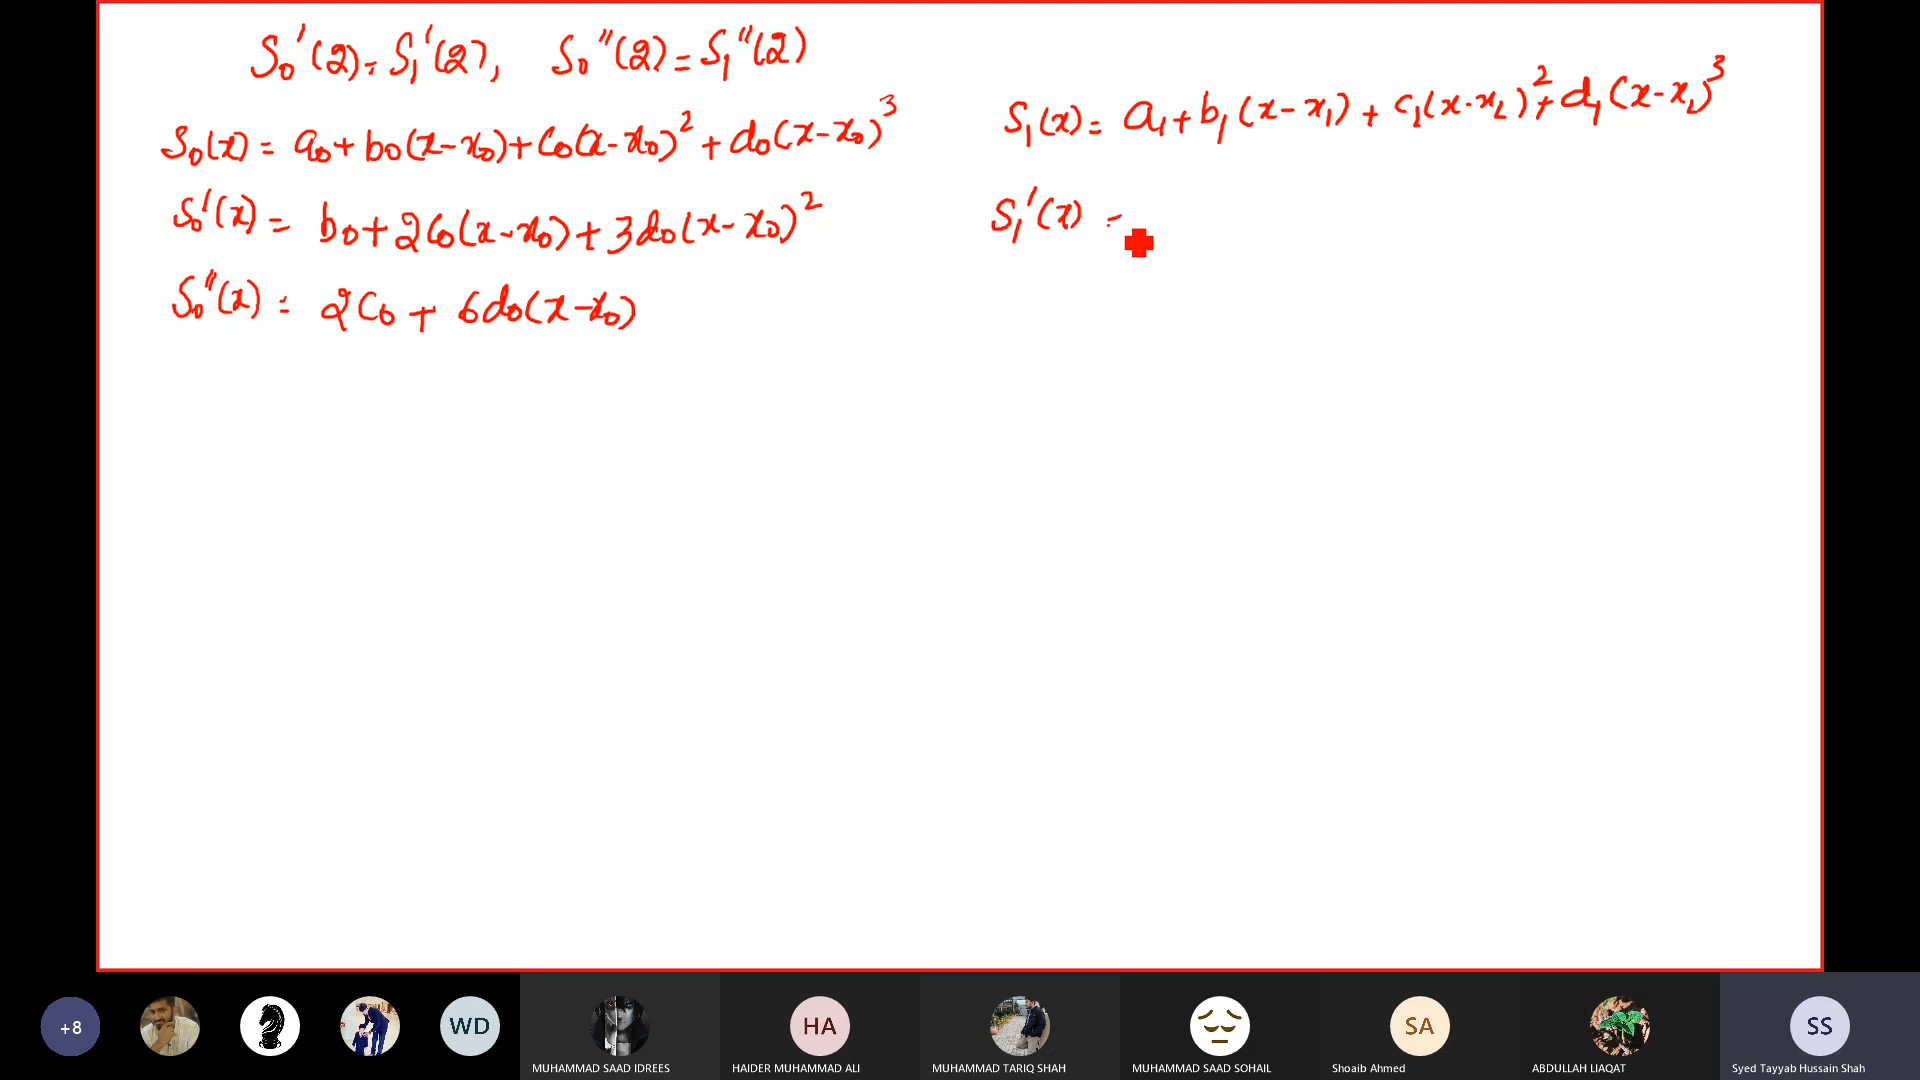 S₀'(2) = S₁'(2), S₀''(2) = S₁''(2)
S₀(x) = a₀ + b₀(x-x₀) + c₀(x-x₀)² + d₀(x-x₀)³
S₀'(x) = b₀ + 2c₀(x-x₀) + 3d₀(x-x₀)²
S₀''(x) = 2c₀ + 6d₀(x-x₀)
S₁(x) = a₁ + b₁(x-x₁) + c₁(x-x₁)² + d₁(x-x₁)³
S₁'(x) =
+8
WD
HA
SA
SS
MUHAMMAD SAAD IDREES
HAIDER MUHAMMAD ALI
MUHAMMAD TARIQ SHAH
MUHAMMAD SAAD SOHAIL
Shoaib Ahmed
ABDULLAH LIAQAT
Syed Tayyab Hussain Shah